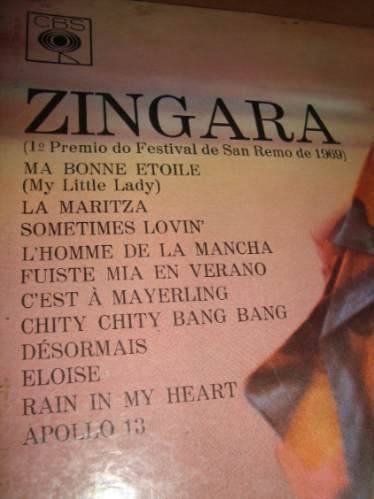 CBS
ZINGARA
(1º Premio do Festival de San Remo de 1969)
MA BONNE ETOILE
(My Little Lady)
LA MARITZA
SOMETIMES LOVIN'
L'HOMME DE LA MANCHA
FUISTE MIA EN VERANO
C'EST À MAYERLING
CHITY CHITY BANG BANG
DÉSORMAIS
ELOISE
RAIN IN MY HEART
APOLLO 13